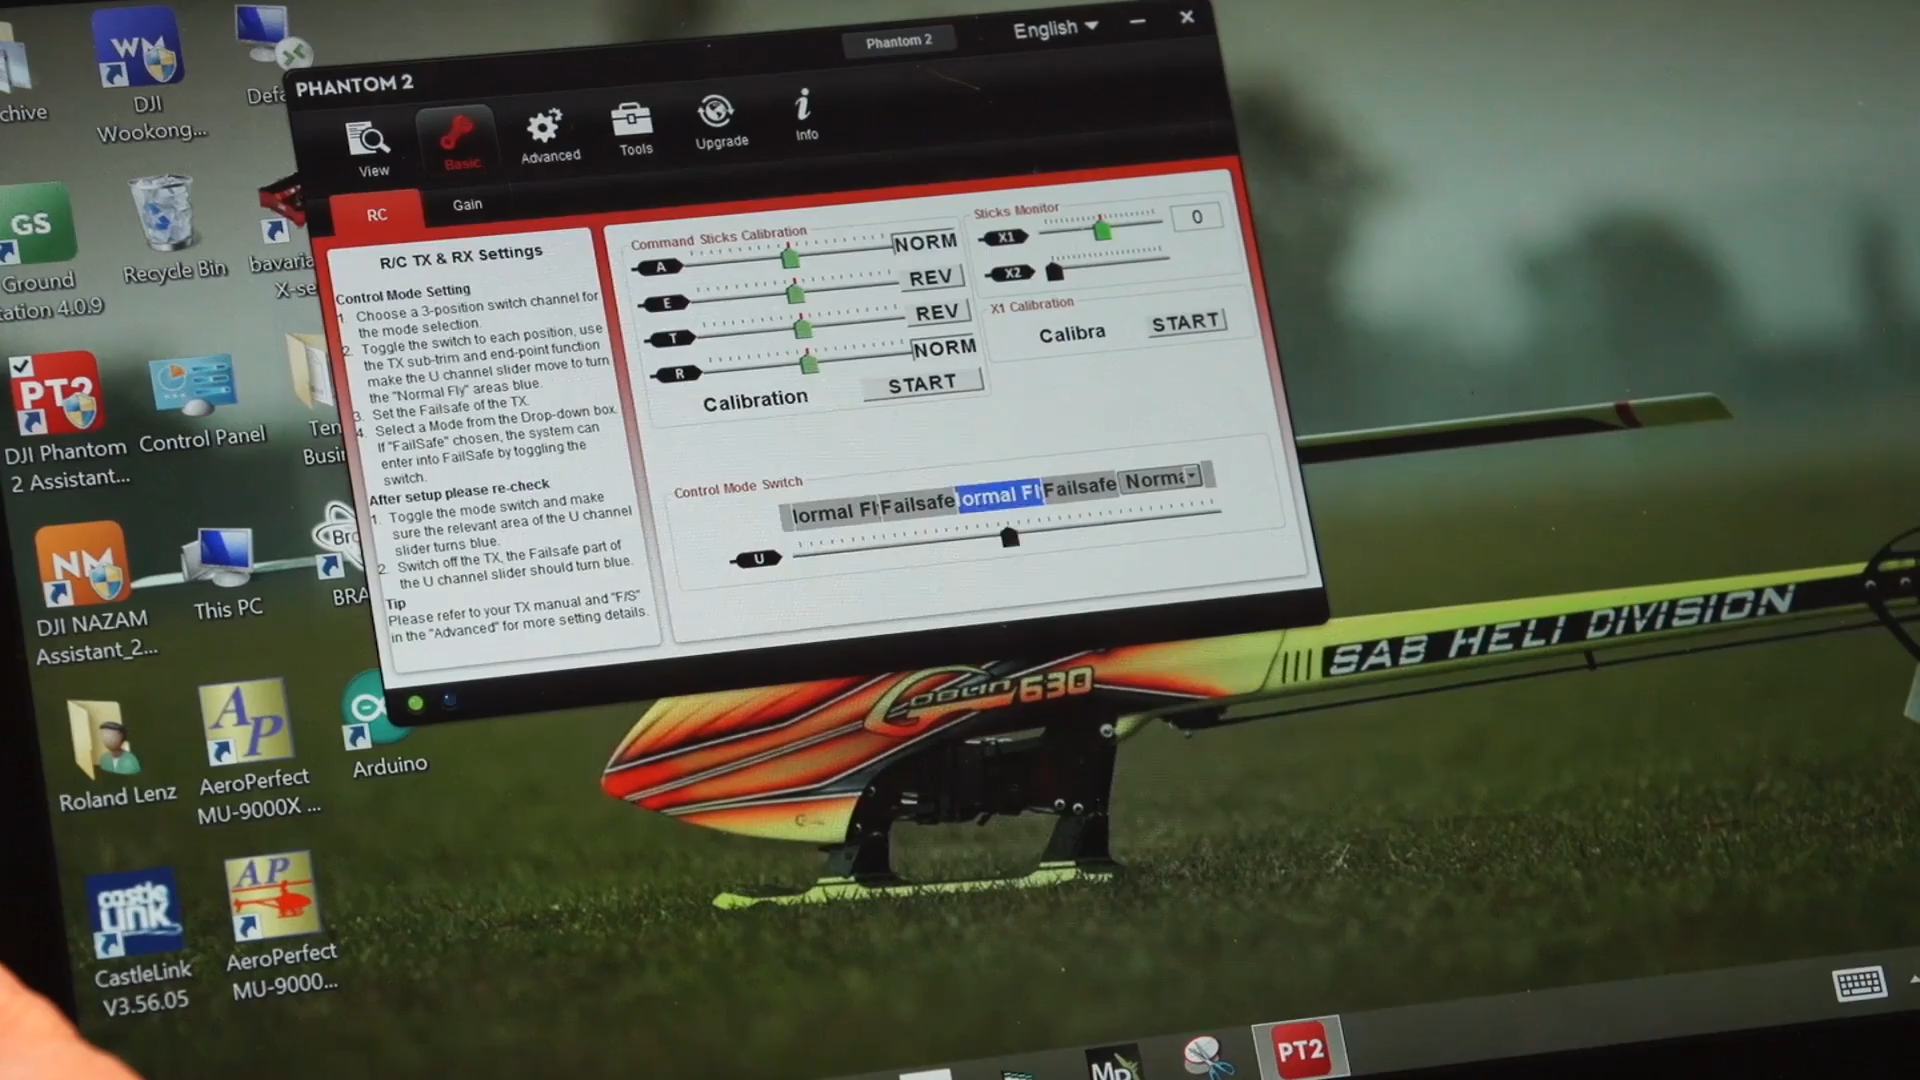 Phantom 2
English
PHANTOM 2
View
Basic
Advanced
Tools
Upgrade
Info
RC
Gain
R/C TX & RX Settings
Control Mode Setting
1. Choose a 3-position switch channel for
the mode selection.
2. Toggle the switch to each position, use
the TX sub-trim and end-point function
make the U channel slider move to turn
the "Normal Fly" areas blue.
3. Set the Failsafe of the TX.
4. Select a Mode from the Drop-down box.
If "FailSafe" chosen, the system can
enter into FailSafe by toggling the
switch.
After setup please re-check
1. Toggle the mode switch and make
sure the relevant area of the U channel
slider turns blue.
2. Switch off the TX, the Failsafe part of
the U channel slider should turn blue.
Tip
Please refer to your TX manual and "F/S"
in the "Advanced" for more setting details.
Command Sticks Calibration
A
NORM
E
REV
T
REV
R
NORM
Calibration
START
Sticks Monitor
X1
0
X2
X1 Calibration
Calibra
START
Control Mode Switch
lormal Fl Failsafe ormal Fl Failsafe Norma
U
chive
WM
DJI
Wookong...
Defa
GS
Ground
tation 4.0.9
Recycle Bin
bavaria
X-se
PT2
DJI Phantom
2 Assistant...
Control Panel
Ten
Busin
NM
DJI NAZAM
Assistant_2...
This PC
Bro
BRA
Roland Lenz
AP
AeroPerfect
MU-9000X ...
Arduino
castle
Link
CastleLink
V3.56.05
AP
AeroPerfect
MU-9000...
GOBLIN 630
SAB HELI DIVISION
MP
PT2